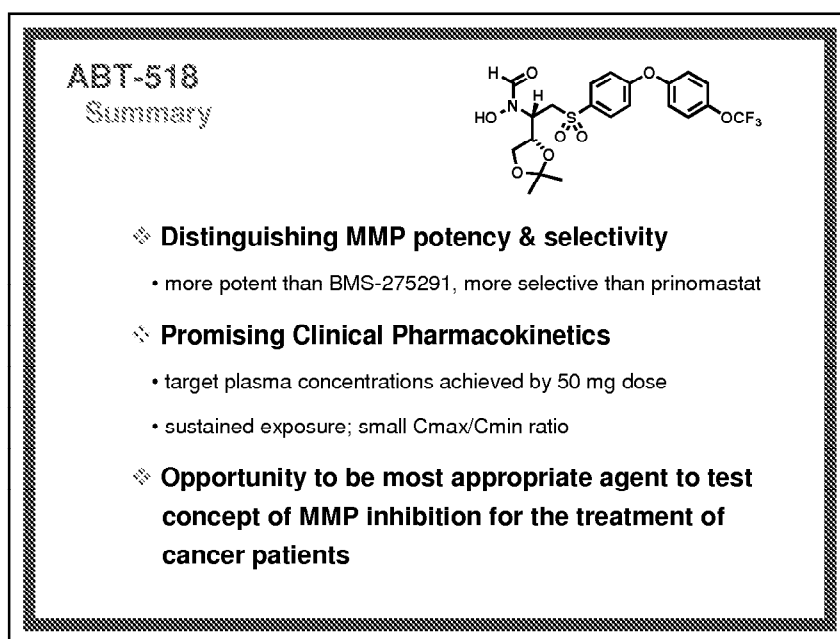 ABT-518
Summary
H O
N H O
HO S OCF₃
O O
O
O
❖ Distinguishing MMP potency & selectivity
• more potent than BMS-275291, more selective than prinomastat
❖ Promising Clinical Pharmacokinetics
• target plasma concentrations achieved by 50 mg dose
• sustained exposure; small Cmax/Cmin ratio
❖ Opportunity to be most appropriate agent to test
concept of MMP inhibition for the treatment of
cancer patients